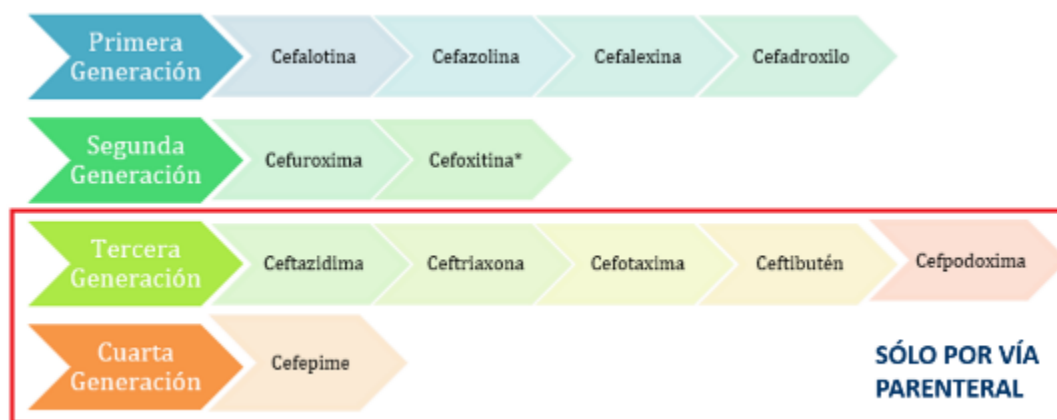 Primera
Generación
Cefalotina
Cefazolina
Cefalexina
Cefadroxilo
Segunda
Generación
Cefuroxima
Cefoxitina*
Tercera
Generación
Ceftazidima
Ceftriaxona
Cefotaxima
Ceftibutén
Cefpodoxima
Cuarta
Generación
Cefepime
SÓLO POR VÍA
PARENTERAL